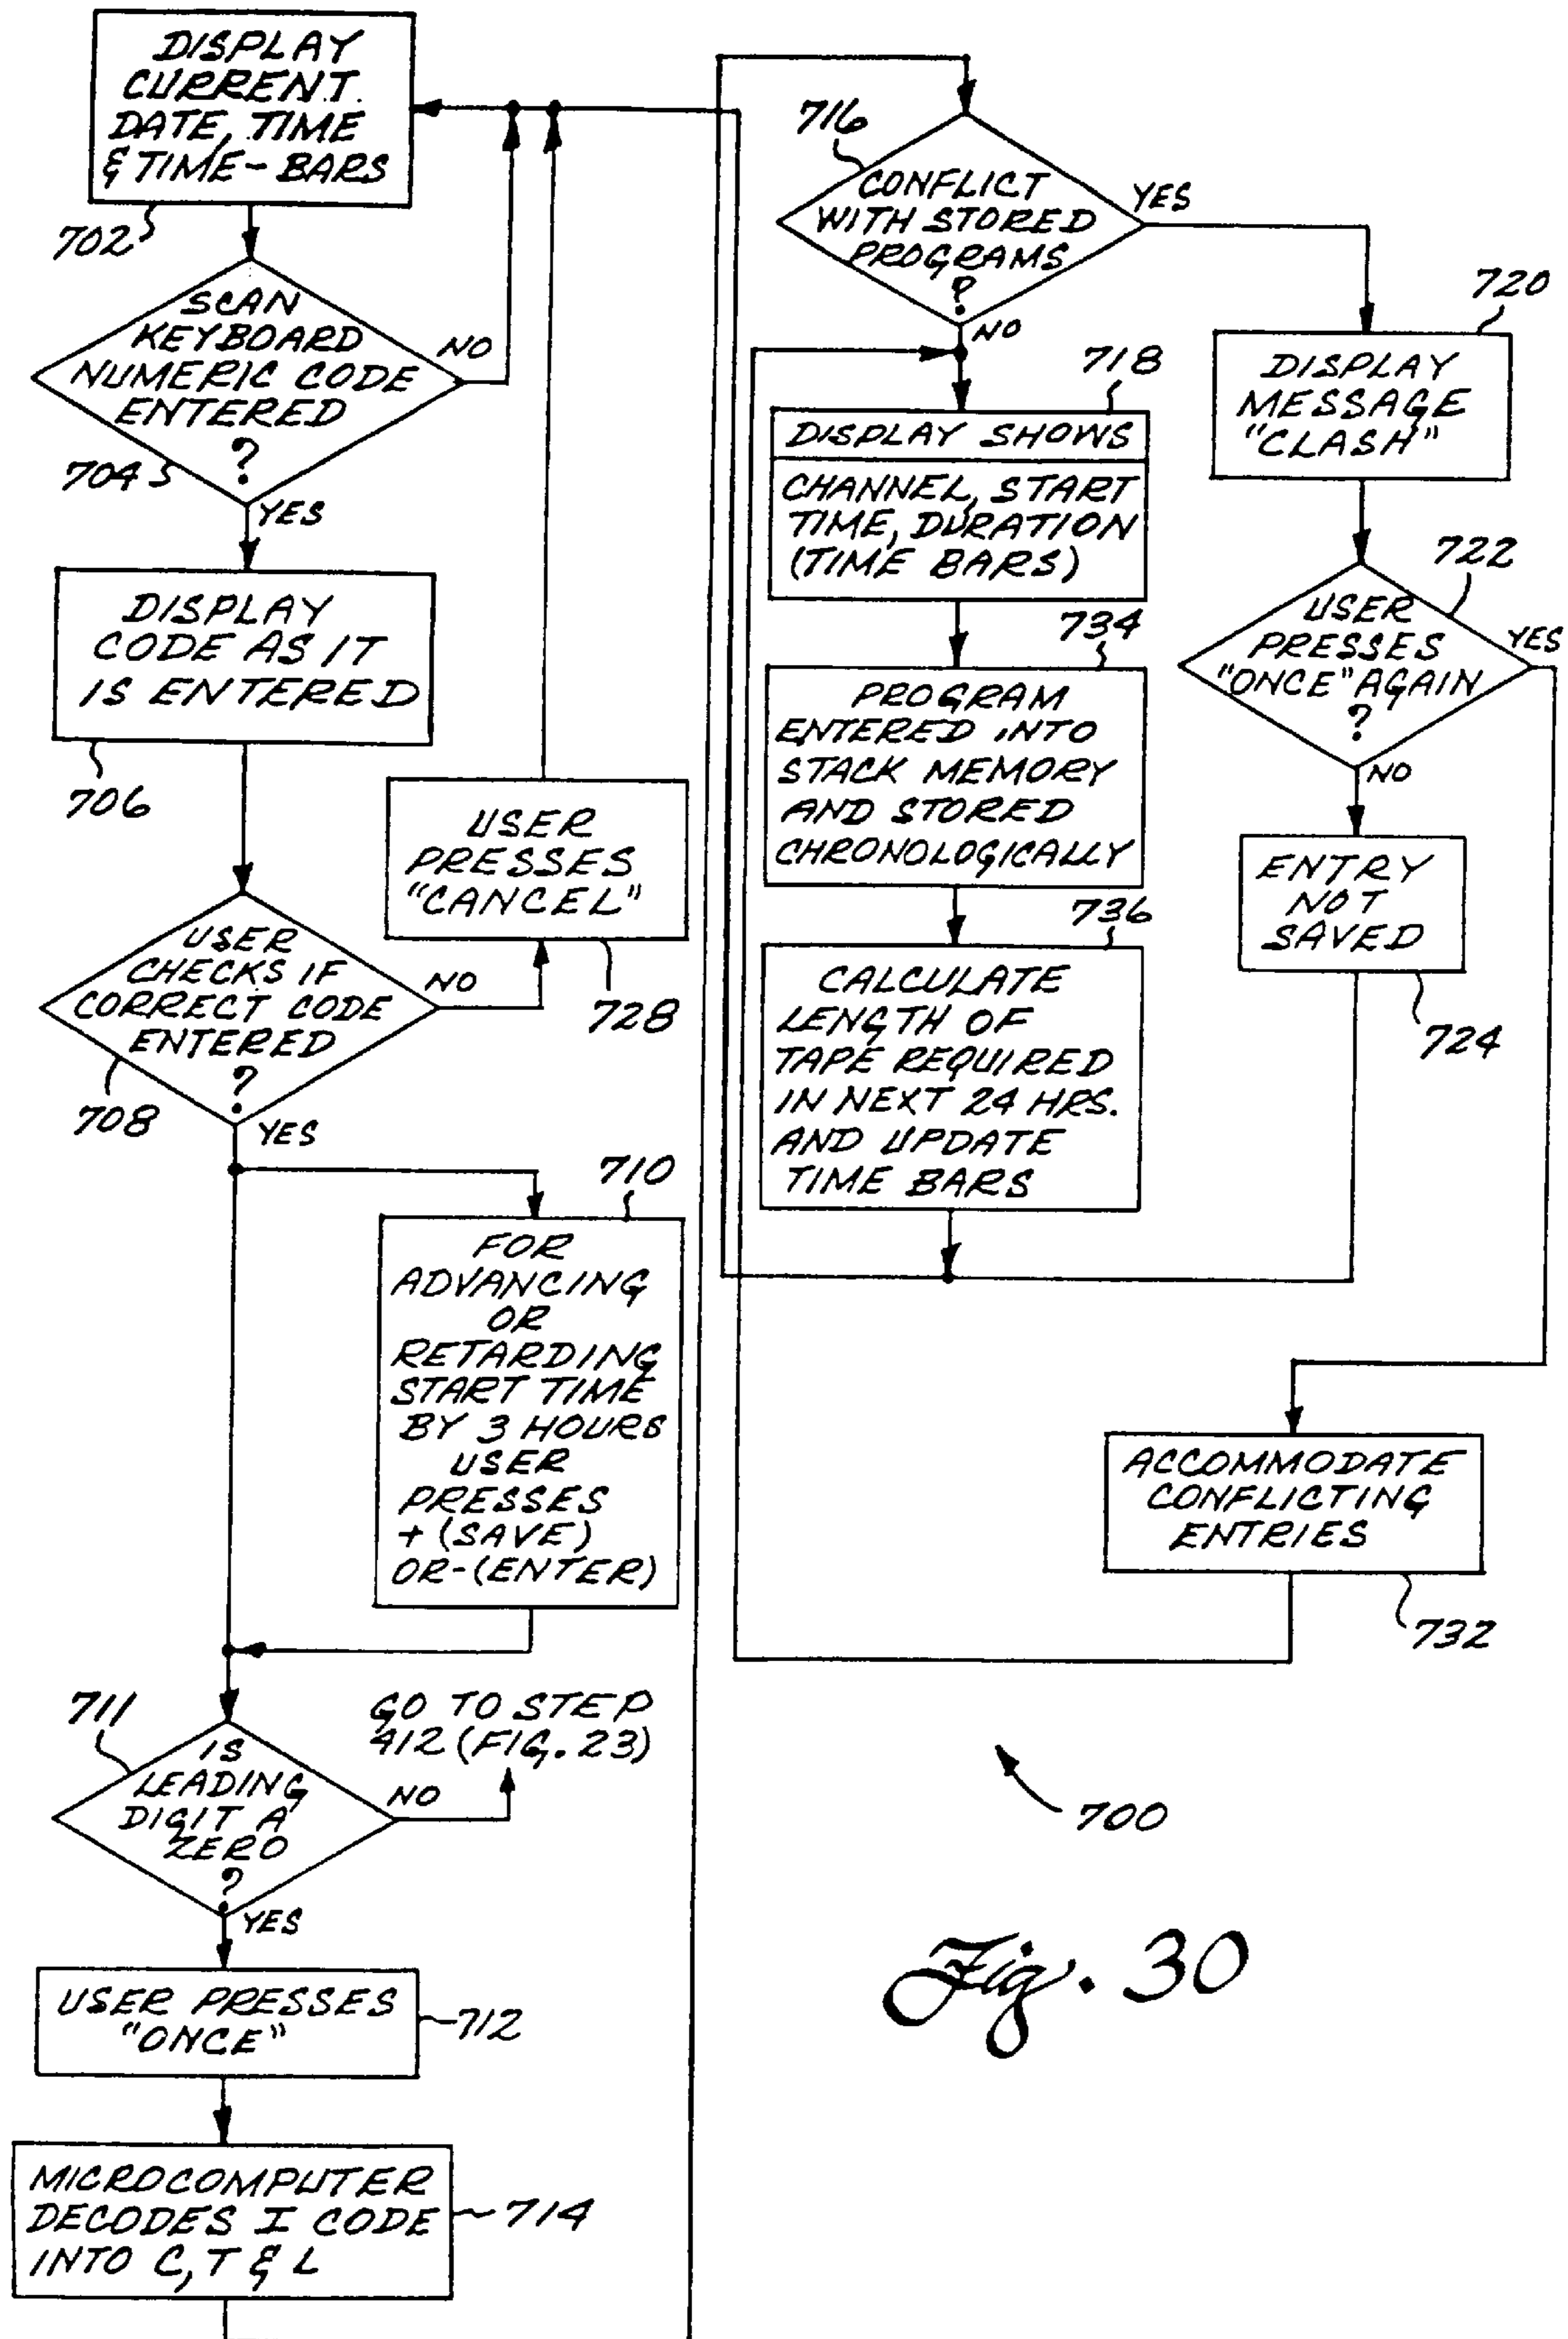 DISPLAY
CURRENT.
DATE, TIME
& TIME-BARS
702
SCAN
KEYBOARD
NUMERIC CODE
ENTERED
?
NO
704
YES
DISPLAY
CODE AS IT
IS ENTERED
706
USER
PRESSES
"CANCEL"
728
USER
CHECKS IF
CORRECT CODE
ENTERED
?
NO
708
YES
710
FOR
ADVANCING
OR
RETARDING
START TIME
BY 3 HOURS
USER
PRESSES
+ (SAVE)
OR-(ENTER)
711
IS
LEADING
DIGIT A
ZERO
?
NO
GO TO STEP
412 (FIG. 23)
YES
USER PRESSES
"ONCE"
712
MICROCOMPUTER
DECODES I CODE
INTO C, T & L
714
716
CONFLICT
WITH STORED
PROGRAMS
?
YES
NO
718
DISPLAY SHOWS
CHANNEL, START
TIME, DURATION
(TIME BARS)
734
PROGRAM
ENTERED INTO
STACK MEMORY
AND STORED
CHRONOLOGICALLY
736
CALCULATE
LENGTH OF
TAPE REQUIRED
IN NEXT 24 HRS.
AND UPDATE
TIME BARS
720
DISPLAY
MESSAGE
"CLASH"
722
USER
PRESSES
"ONCE" AGAIN
?
YES
NO
ENTRY
NOT
SAVED
724
ACCOMMODATE
CONFLICTING
ENTRIES
732
700
Fig. 30